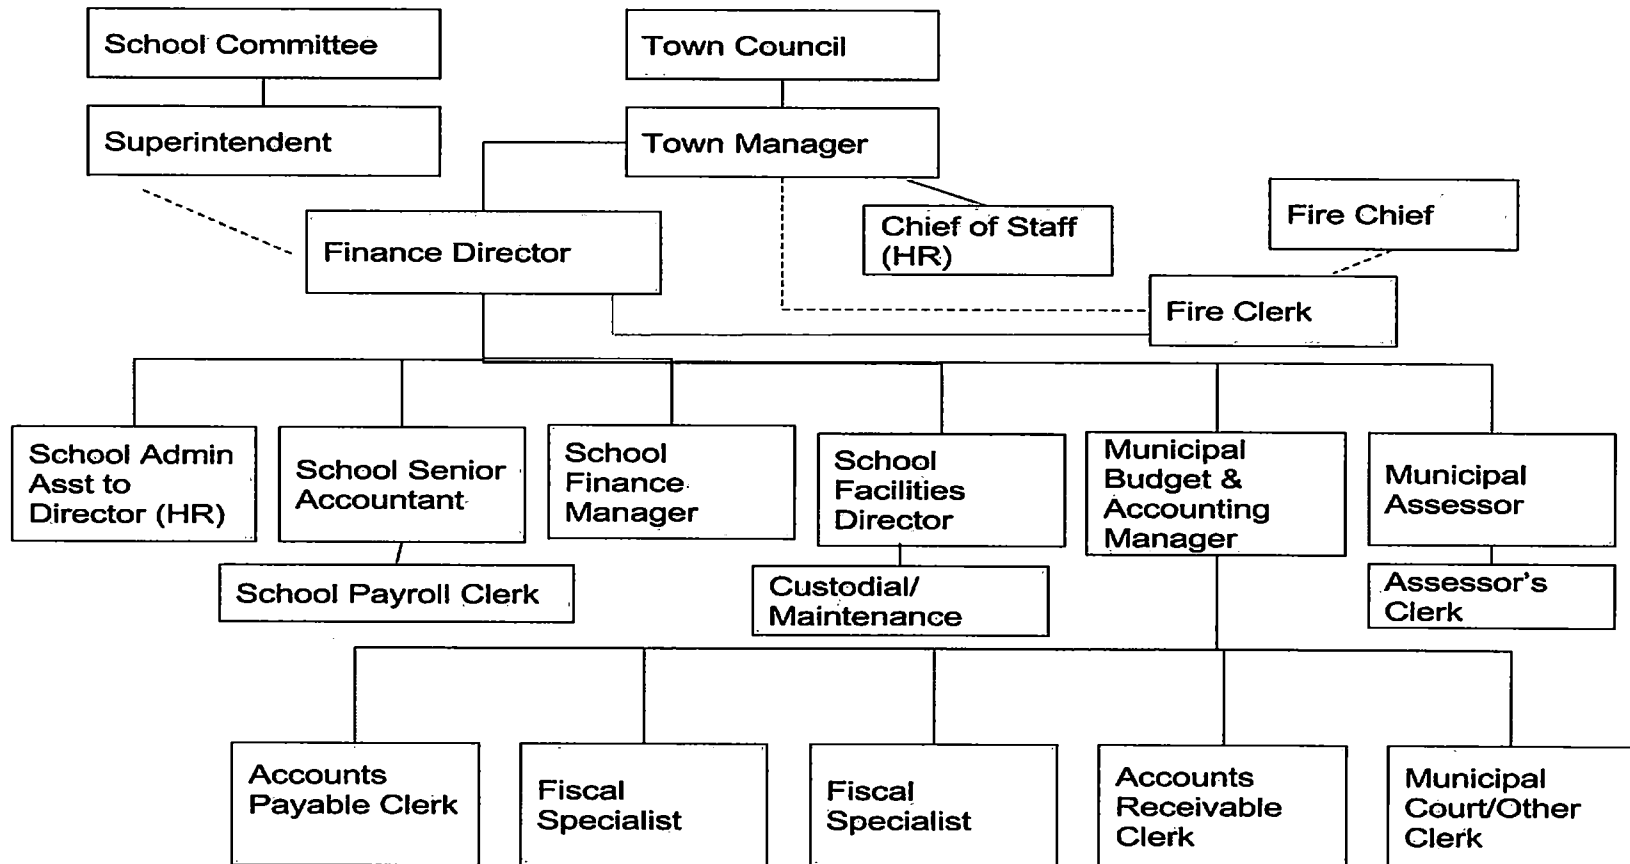 School Committee
Town Council
Superintendent
Town Manager
Finance Director
Chief of Staff
(HR)
Fire Chief
Fire Clerk
School Admin
Asst to
Director (HR)
School Senior
Accountant
School
Finance
Manager
School
Facilities
Director
Municipal
Budget &
Accounting
Manager
Municipal
Assessor
School Payroll Clerk
Custodial/
Maintenance
Assessor's
Clerk
Accounts
Payable Clerk
Fiscal
Specialist
Fiscal
Specialist
Accounts
Receivable
Clerk
Municipal
Court/Other
Clerk